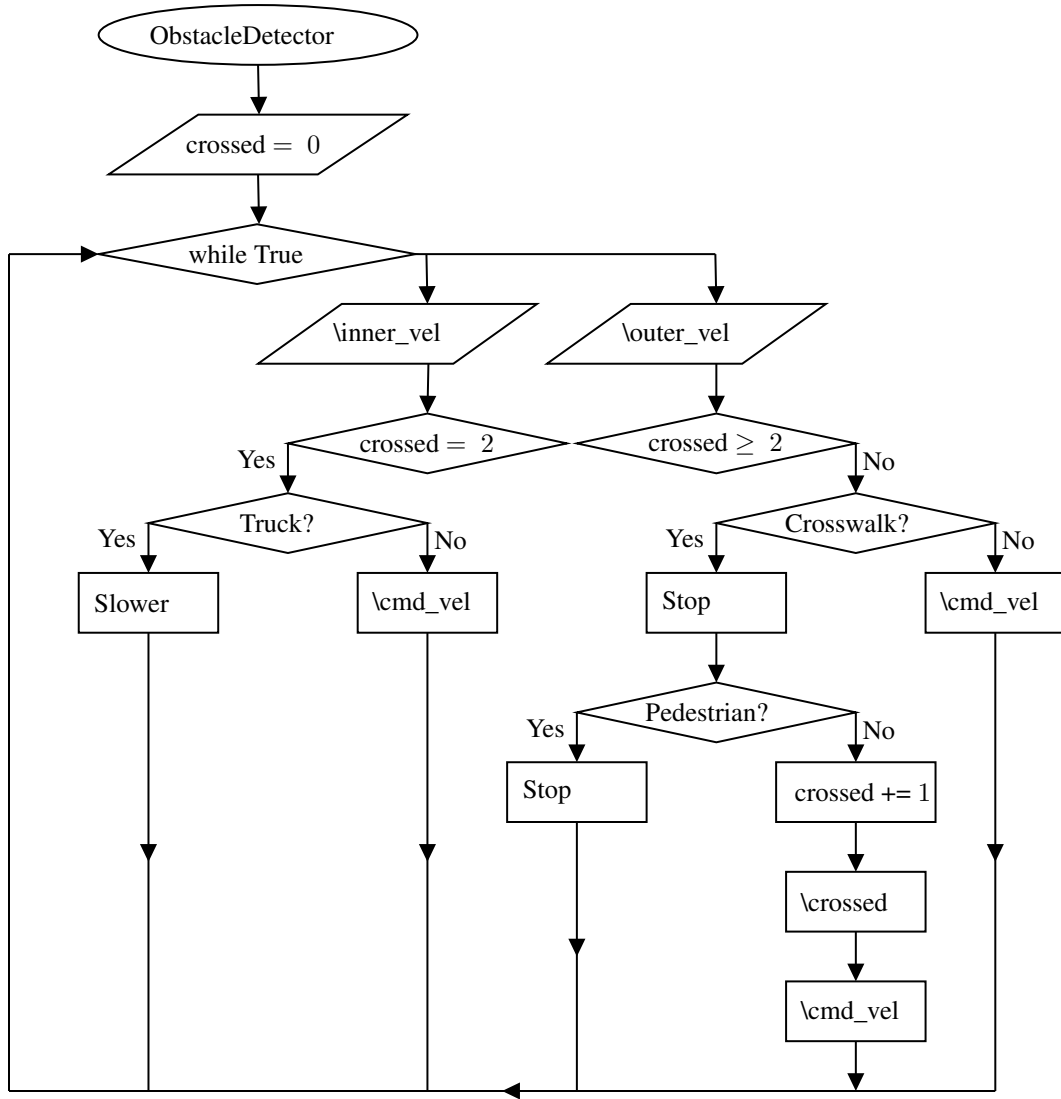 ObstacleDetector
crossed = 0
while True
\inner_vel
\outer_vel
crossed = 2
crossed ≥ 2
Yes
No
Truck?
Crosswalk?
Yes
No
Yes
No
Slower
\cmd_vel
Stop
\cmd_vel
Pedestrian?
Yes
No
Stop
crossed += 1
\crossed
\cmd_vel